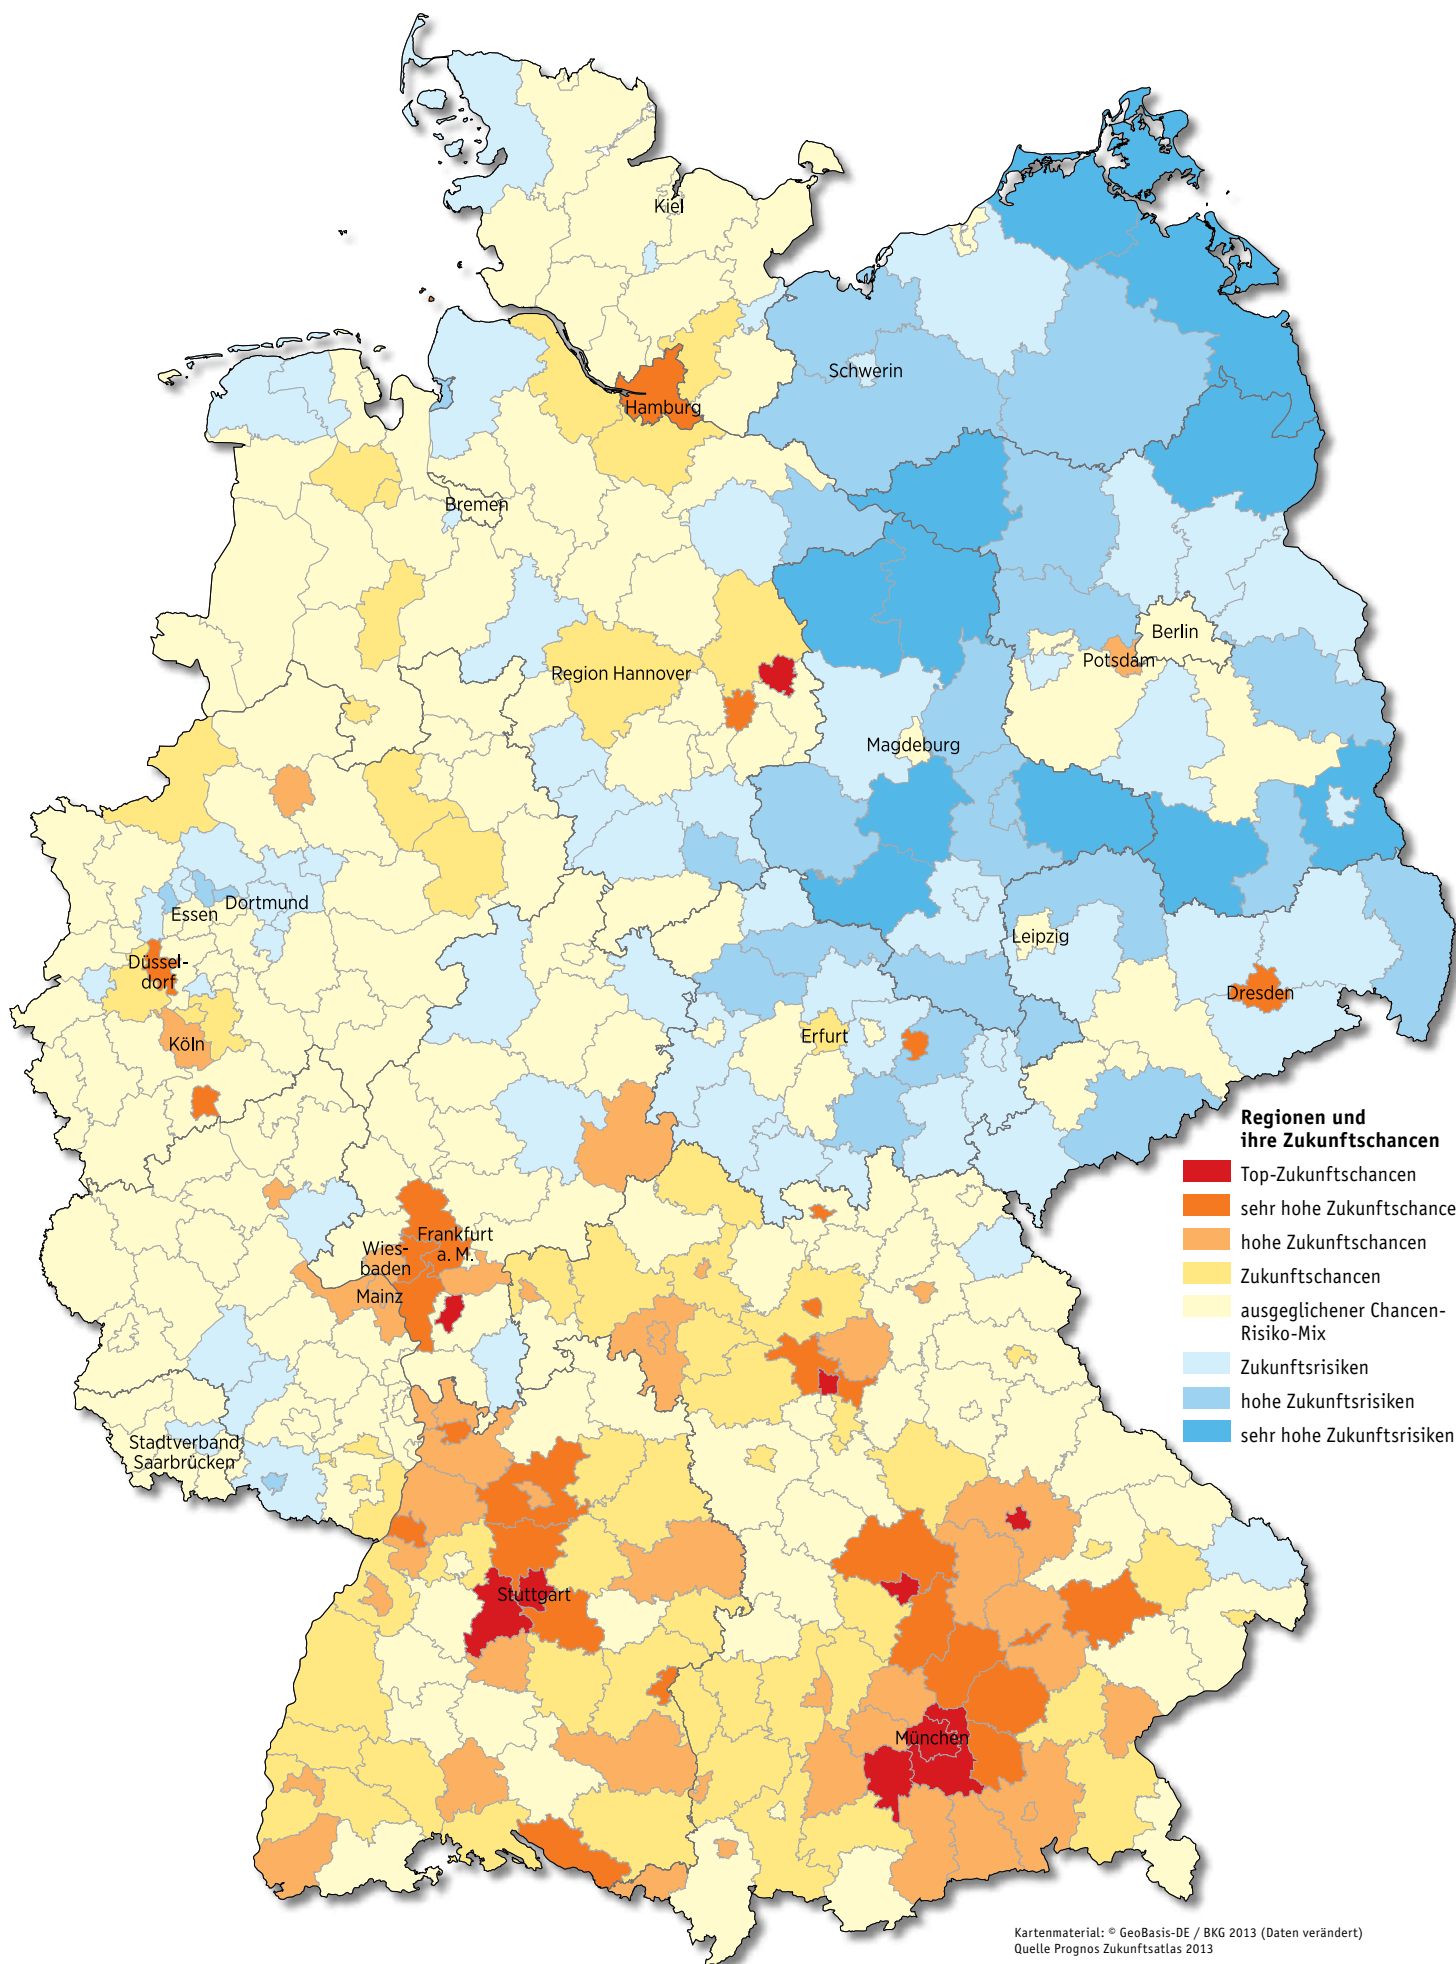 Kiel
Schwerin
Hamburg
Bremen
Berlin
Potsdam
Region Hannover
Magdeburg
Essen
Dortmund
Leipzig
Düssel-
dorf
Dresden
Erfurt
Köln
Regionen und
ihre Zukunftschancen
Top-Zukunftschancen
sehr hohe Zukunftschance
hohe Zukunftschancen
Zukunftschancen
ausgeglichener Chancen-
Risiko-Mix
Zukunftsrisiken
hohe Zukunftsrisiken
sehr hohe Zukunftsrisiken
Frankfurt
a. M.
Wies-
baden
Mainz
Stadtverband
Saarbrücken
Stuttgart
München
Kartenmaterial: © GeoBasis-DE / BKG 2013 (Daten verändert)
Quelle Prognos Zukunftsatlas 2013